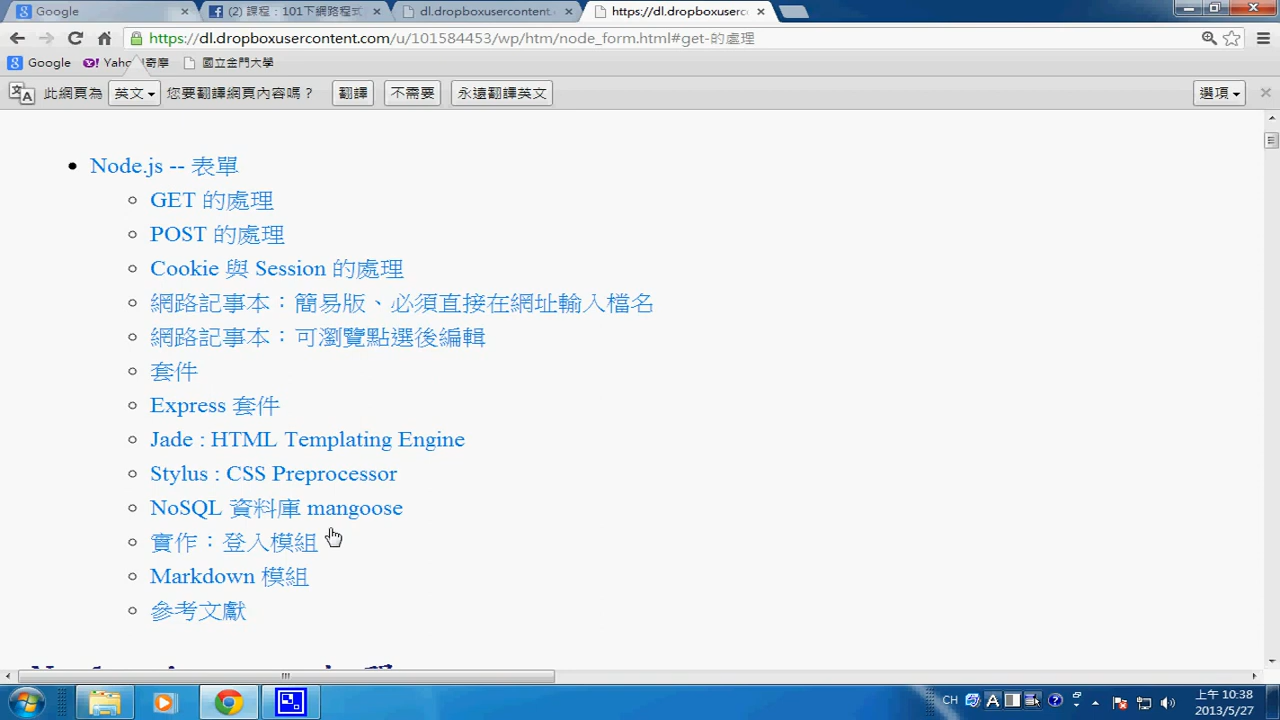 Google
(2) 課程：101下網路程式
dl.dropboxusercontent.
https://dl.dropboxuserc
https://dl.dropboxusercontent.com/u/101584453/wp/htm/node_form.html#get-的處理
Google
國立金門大學
此網頁為 英文 您要翻譯網頁內容嗎？ 翻譯 不需要 永遠翻譯英文 選項
Node.js -- 表單
GET 的處理
POST 的處理
Cookie 與 Session 的處理
網路記事本：簡易版、必須直接在網址輸入檔名
網路記事本：可瀏覽點選後編輯
套件
Express 套件
Jade : HTML Templating Engine
Stylus : CSS Preprocessor
NoSQL 資料庫 mangoose
實作：登入模組
Markdown 模組
參考文獻
CH
上午 10:38
2013/5/27